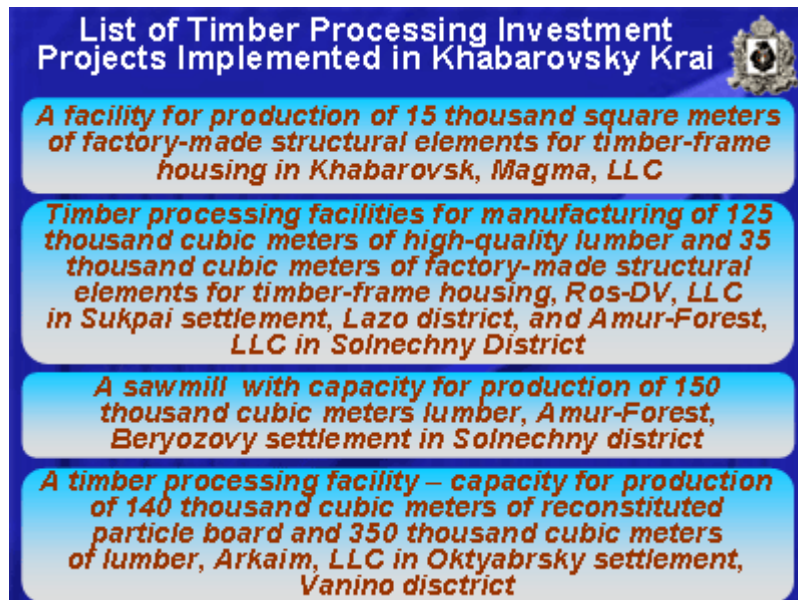 List of Timber Processing Investment
Projects Implemented in Khabarovsky Krai
A facility for production of 15 thousand square meters
of factory-made structural elements for timber-frame
housing in Khabarovsk, Magma, LLC
Timber processing facilities for manufacturing of 125
thousand cubic meters of high-quality lumber and 35
thousand cubic meters of factory-made structural
elements for timber-frame housing, Ros-DV, LLC
in Sukpai settlement, Lazo district, and Amur-Forest,
LLC in Solnechny District
A sawmill with capacity for production of 150
thousand cubic meters lumber, Amur-Forest,
Beryozovy settlement in Solnechny district
A timber processing facility – capacity for production
of 140 thousand cubic meters of reconstituted
particle board and 350 thousand cubic meters
of lumber, Arkaim, LLC in Oktyabrsky settlement,
Vanino disctrict